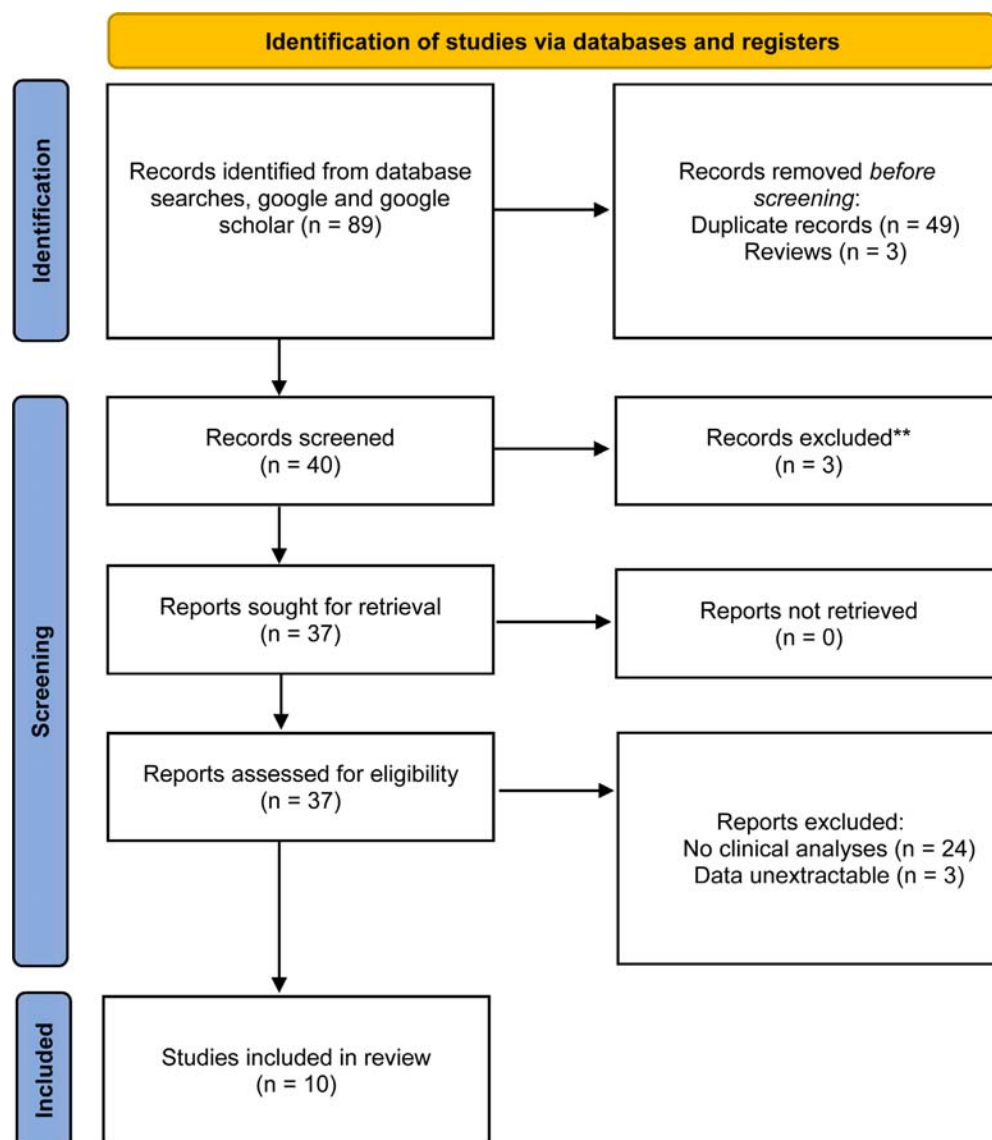 Identification of studies via databases and registers
Identification
Records identified from database
searches, google and google
scholar (n = 89)
Records removed before
screening:
Duplicate records (n = 49)
Reviews (n = 3)
Screening
Records screened
(n = 40)
Records excluded**
(n = 3)
Reports sought for retrieval
(n = 37)
Reports not retrieved
(n = 0)
Reports assessed for eligibility
(n = 37)
Reports excluded:
No clinical analyses (n = 24)
Data unextractable (n = 3)
Included
Studies included in review
(n = 10)